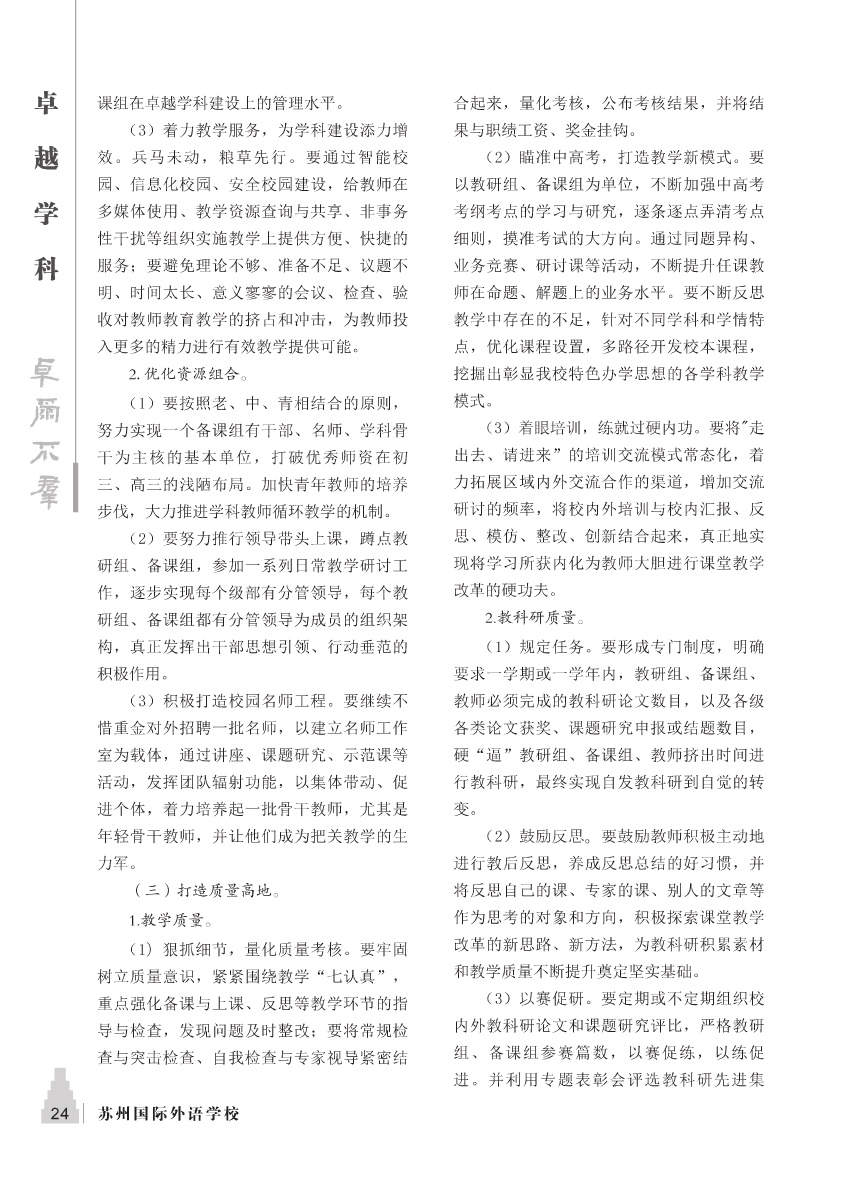 卓越学科
卓尔不群
课组在卓越学科建设上的管理水平。
（3）着力教学服务，为学科建设添力增
效。兵马未动，粮草先行。要通过智能校
园、信息化校园、安全校园建设，给教师在
多媒体使用、教学资源查询与共享、非事务
性干扰等组织实施教学上提供方便、快捷的
服务；要避免理论不够、准备不足、议题不
明、时间太长、意义寥寥的会议、检查、验
收对教师教育教学的挤占和冲击，为教师投
入更多的精力进行有效教学提供可能。
2. 优化资源组合。
（1）要按照老、中、青相结合的原则，
努力实现一个备课组有干部、名师、学科骨
干为主核的基本单位，打破优秀师资在初
三、高三的浅陋布局。加快青年教师的培养
步伐，大力推进学科教师循环教学的机制。
（2）要努力推行领导带头上课，蹲点教
研组、备课组，参加一系列日常教学研讨工
作，逐步实现每个级部有分管领导，每个教
研组、备课组都有分管领导为成员的组织架
构，真正发挥出干部思想引领、行动垂范的
积极作用。
（3）积极打造校园名师工程。要继续不
惜重金对外招聘一批名师，以建立名师工作
室为载体，通过讲座、课题研究、示范课等
活动，发挥团队辐射功能，以集体带动、促
进个体，着力培养起一批骨干教师，尤其是
年轻骨干教师，并让他们成为把关教学的生
力军。
（三）打造质量高地。
1.教学质量。
（1）狠抓细节，量化质量考核。要牢固
树立质量意识，紧紧围绕教学“七认真”，
重点强化备课与上课、反思等教学环节的指
导与检查，发现问题及时整改；要将常规检
查与突击检查、自我检查与专家视导紧密结
合起来，量化考核，公布考核结果，并将结
果与职绩工资、奖金挂钩。
（2）瞄准中高考，打造教学新模式。要
以教研组、备课组为单位，不断加强中高考
考纲考点的学习与研究，逐条逐点弄清考点
细则，摸准考试的大方向。通过同题异构、
业务竞赛、研讨课等活动，不断提升任课教
师在命题、解题上的业务水平。要不断反思
教学中存在的不足，针对不同学科和学情特
点，优化课程设置，多路径开发校本课程，
挖掘出彰显我校特色办学思想的各学科教学
模式。
（3）着眼培训，练就过硬内功。要将"走
出去、请进来”的培训交流模式常态化，着
力拓展区域内外交流合作的渠道，增加交流
研讨的频率，将校内外培训与校内汇报、反
思、模仿、整改、创新结合起来，真正地实
现将学习所获内化为教师大胆进行课堂教学
改革的硬功夫。
2.教科研质量。
（1）规定任务。要形成专门制度，明确
要求一学期或一学年内，教研组、备课组、
教师必须完成的教科研论文数目，以及各级
各类论文获奖、课题研究申报或结题数目，
硬“逼”教研组、备课组、教师挤出时间进
行教科研，最终实现自发教科研到自觉的转
变。
（2）鼓励反思。要鼓励教师积极主动地
进行教后反思，养成反思总结的好习惯，并
将反思自己的课、专家的课、别人的文章等
作为思考的对象和方向，积极探索课堂教学
改革的新思路、新方法，为教科研积累素材
和教学质量不断提升奠定坚实基础。
（3）以赛促研。要定期或不定期组织校
内外教科研论文和课题研究评比，严格教研
组、备课组参赛篇数，以赛促练，以练促
进。并利用专题表彰会评选教科研先进集
24 苏州国际外语学校